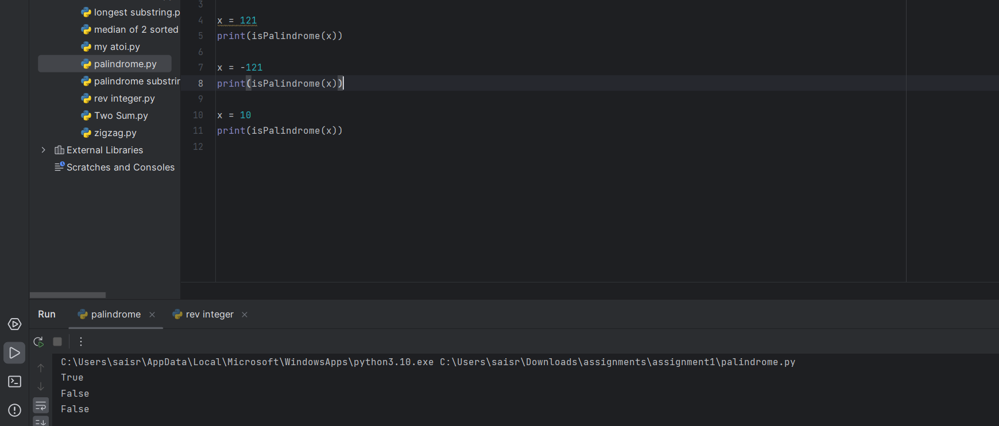 longest substring.p
median of 2 sorted
my atoi.py
palindrome.py
palindrome substrin
rev integer.py
Two Sum.py
zigzag.py
External Libraries
Scratches and Consoles
3
4 x = 121
5 print(isPalindrome(x))
6
7 x = -121
8 print(isPalindrome(x))
9
10 x = 10
11 print(isPalindrome(x))
12
Run palindrome rev integer
C:\Users\saisr\AppData\Local\Microsoft\WindowsApps\python3.10.exe C:\Users\saisr\Downloads\assignments\assignment1\palindrome.py
True
False
False